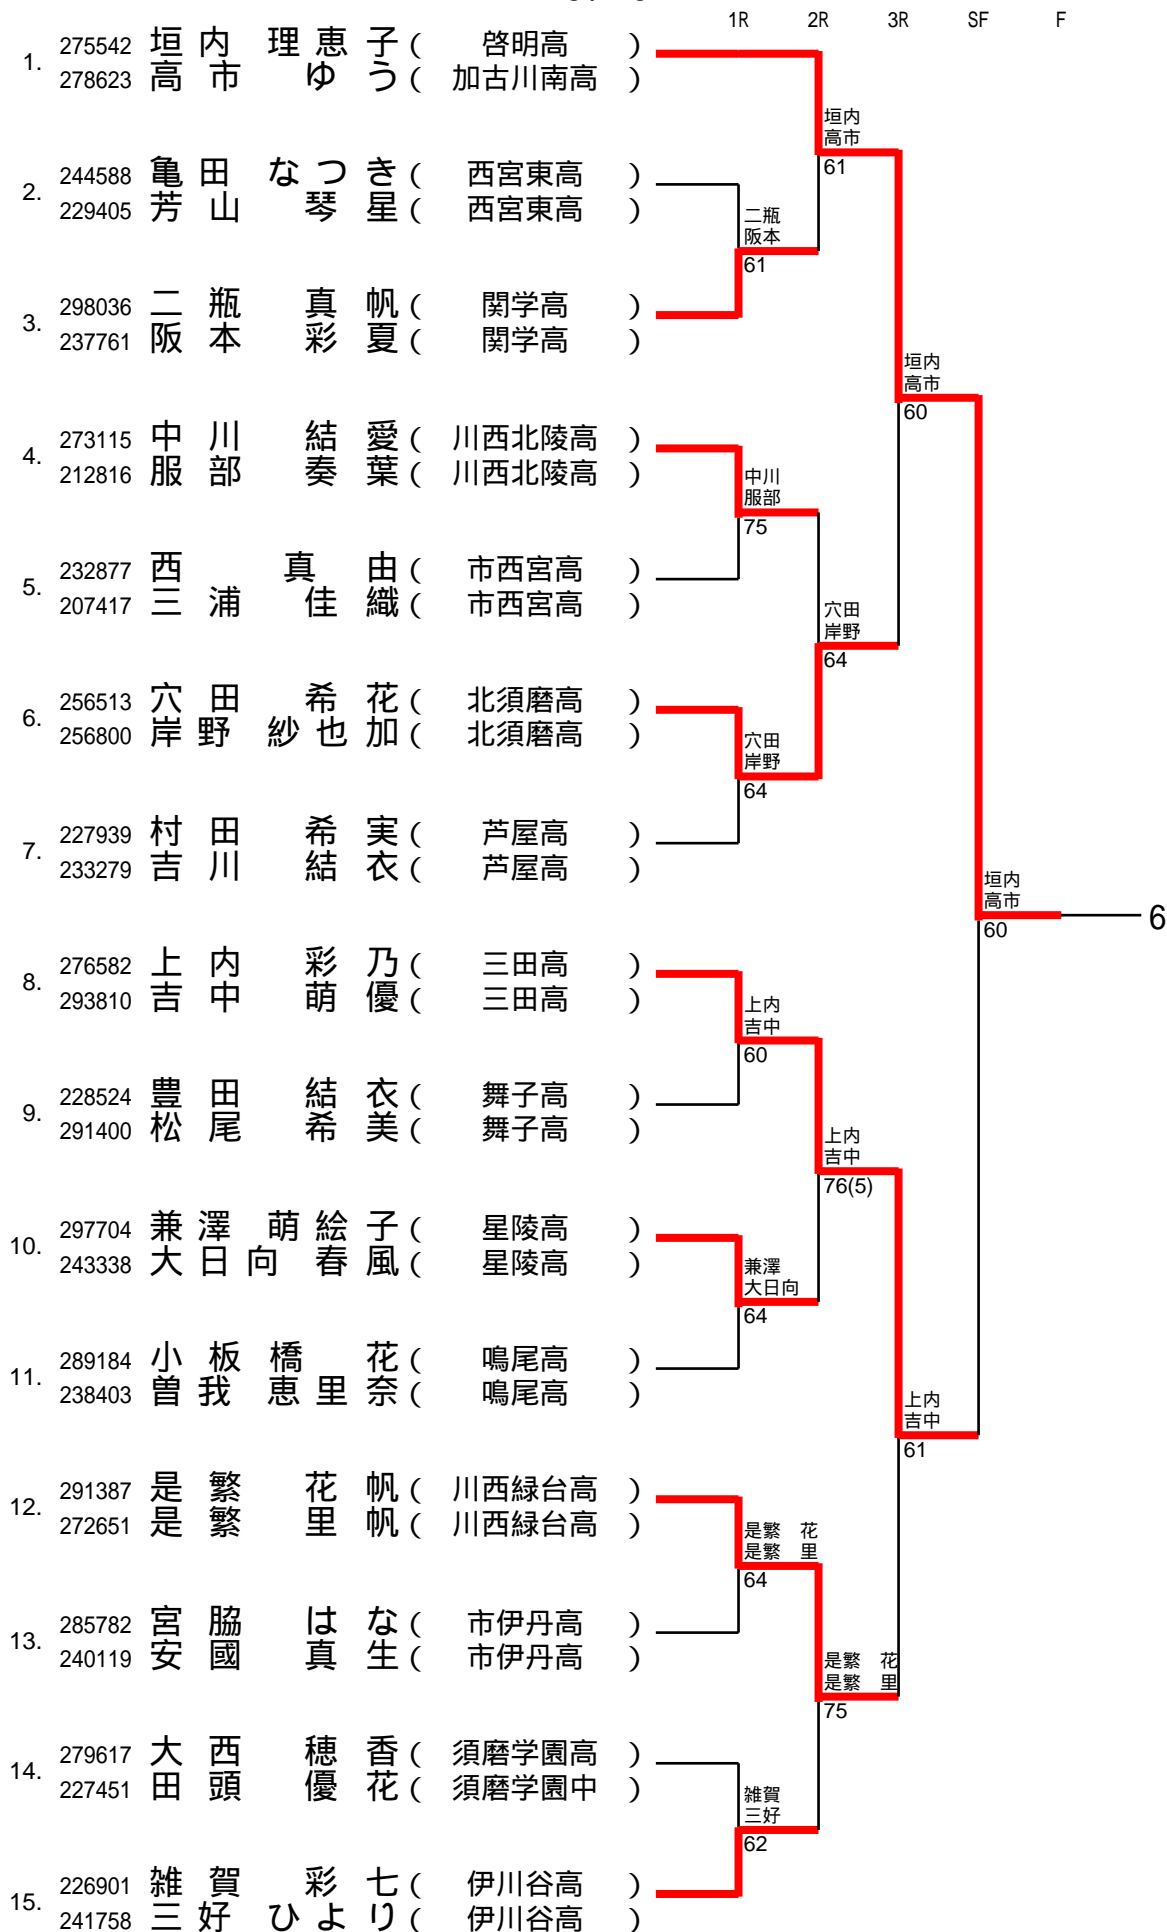 1R 2R 3R SF F
1. 275542 垣内 理恵子 ( 啓明高 )
278623 高市 ゆう ( 加古川南高 )
垣内
高市
61
2. 244588 亀田 なつき ( 西宮東高 )
229405 芳山 琴星 ( 西宮東高 )
二瓶
阪本
61
3. 298036 二瓶 真帆 ( 関学高 )
237761 阪本 彩夏 ( 関学高 )
垣内
高市
60
4. 273115 中川 結愛 ( 川西北陵高 )
212816 服部 奏葉 ( 川西北陵高 )
中川
服部
75
5. 232877 西 真由 ( 市西宮高 )
207417 三浦 佳織 ( 市西宮高 )
穴田
岸野
64
6. 256513 穴田 希花 ( 北須磨高 )
256800 岸野 紗也加 ( 北須磨高 )
穴田
岸野
64
7. 227939 村田 希実 ( 芦屋高 )
233279 吉川 結衣 ( 芦屋高 )
垣内
高市
60
6
8. 276582 上内 彩乃 ( 三田高 )
293810 吉中 萌優 ( 三田高 )
上内
吉中
60
9. 228524 豊田 結衣 ( 舞子高 )
291400 松尾 希美 ( 舞子高 )
上内
吉中
76(5)
10. 297704 兼澤 萌絵子 ( 星陵高 )
243338 大日向 春風 ( 星陵高 )
兼澤
大日向
64
11. 289184 小板橋 花 ( 鳴尾高 )
238403 曽我 恵里奈 ( 鳴尾高 )
上内
吉中
61
12. 291387 是繁 花帆 ( 川西緑台高 )
272651 是繁 里帆 ( 川西緑台高 )
是繁 花
是繁 里
64
13. 285782 宮脇 はな ( 市伊丹高 )
240119 安國 真生 ( 市伊丹高 )
是繁 花
是繁 里
75
14. 279617 大西 穂香 ( 須磨学園高 )
227451 田頭 優花 ( 須磨学園中 )
雑賀
三好
62
15. 226901 雑賀 彩七 ( 伊川谷高 )
241758 三好 ひより ( 伊川谷高 )